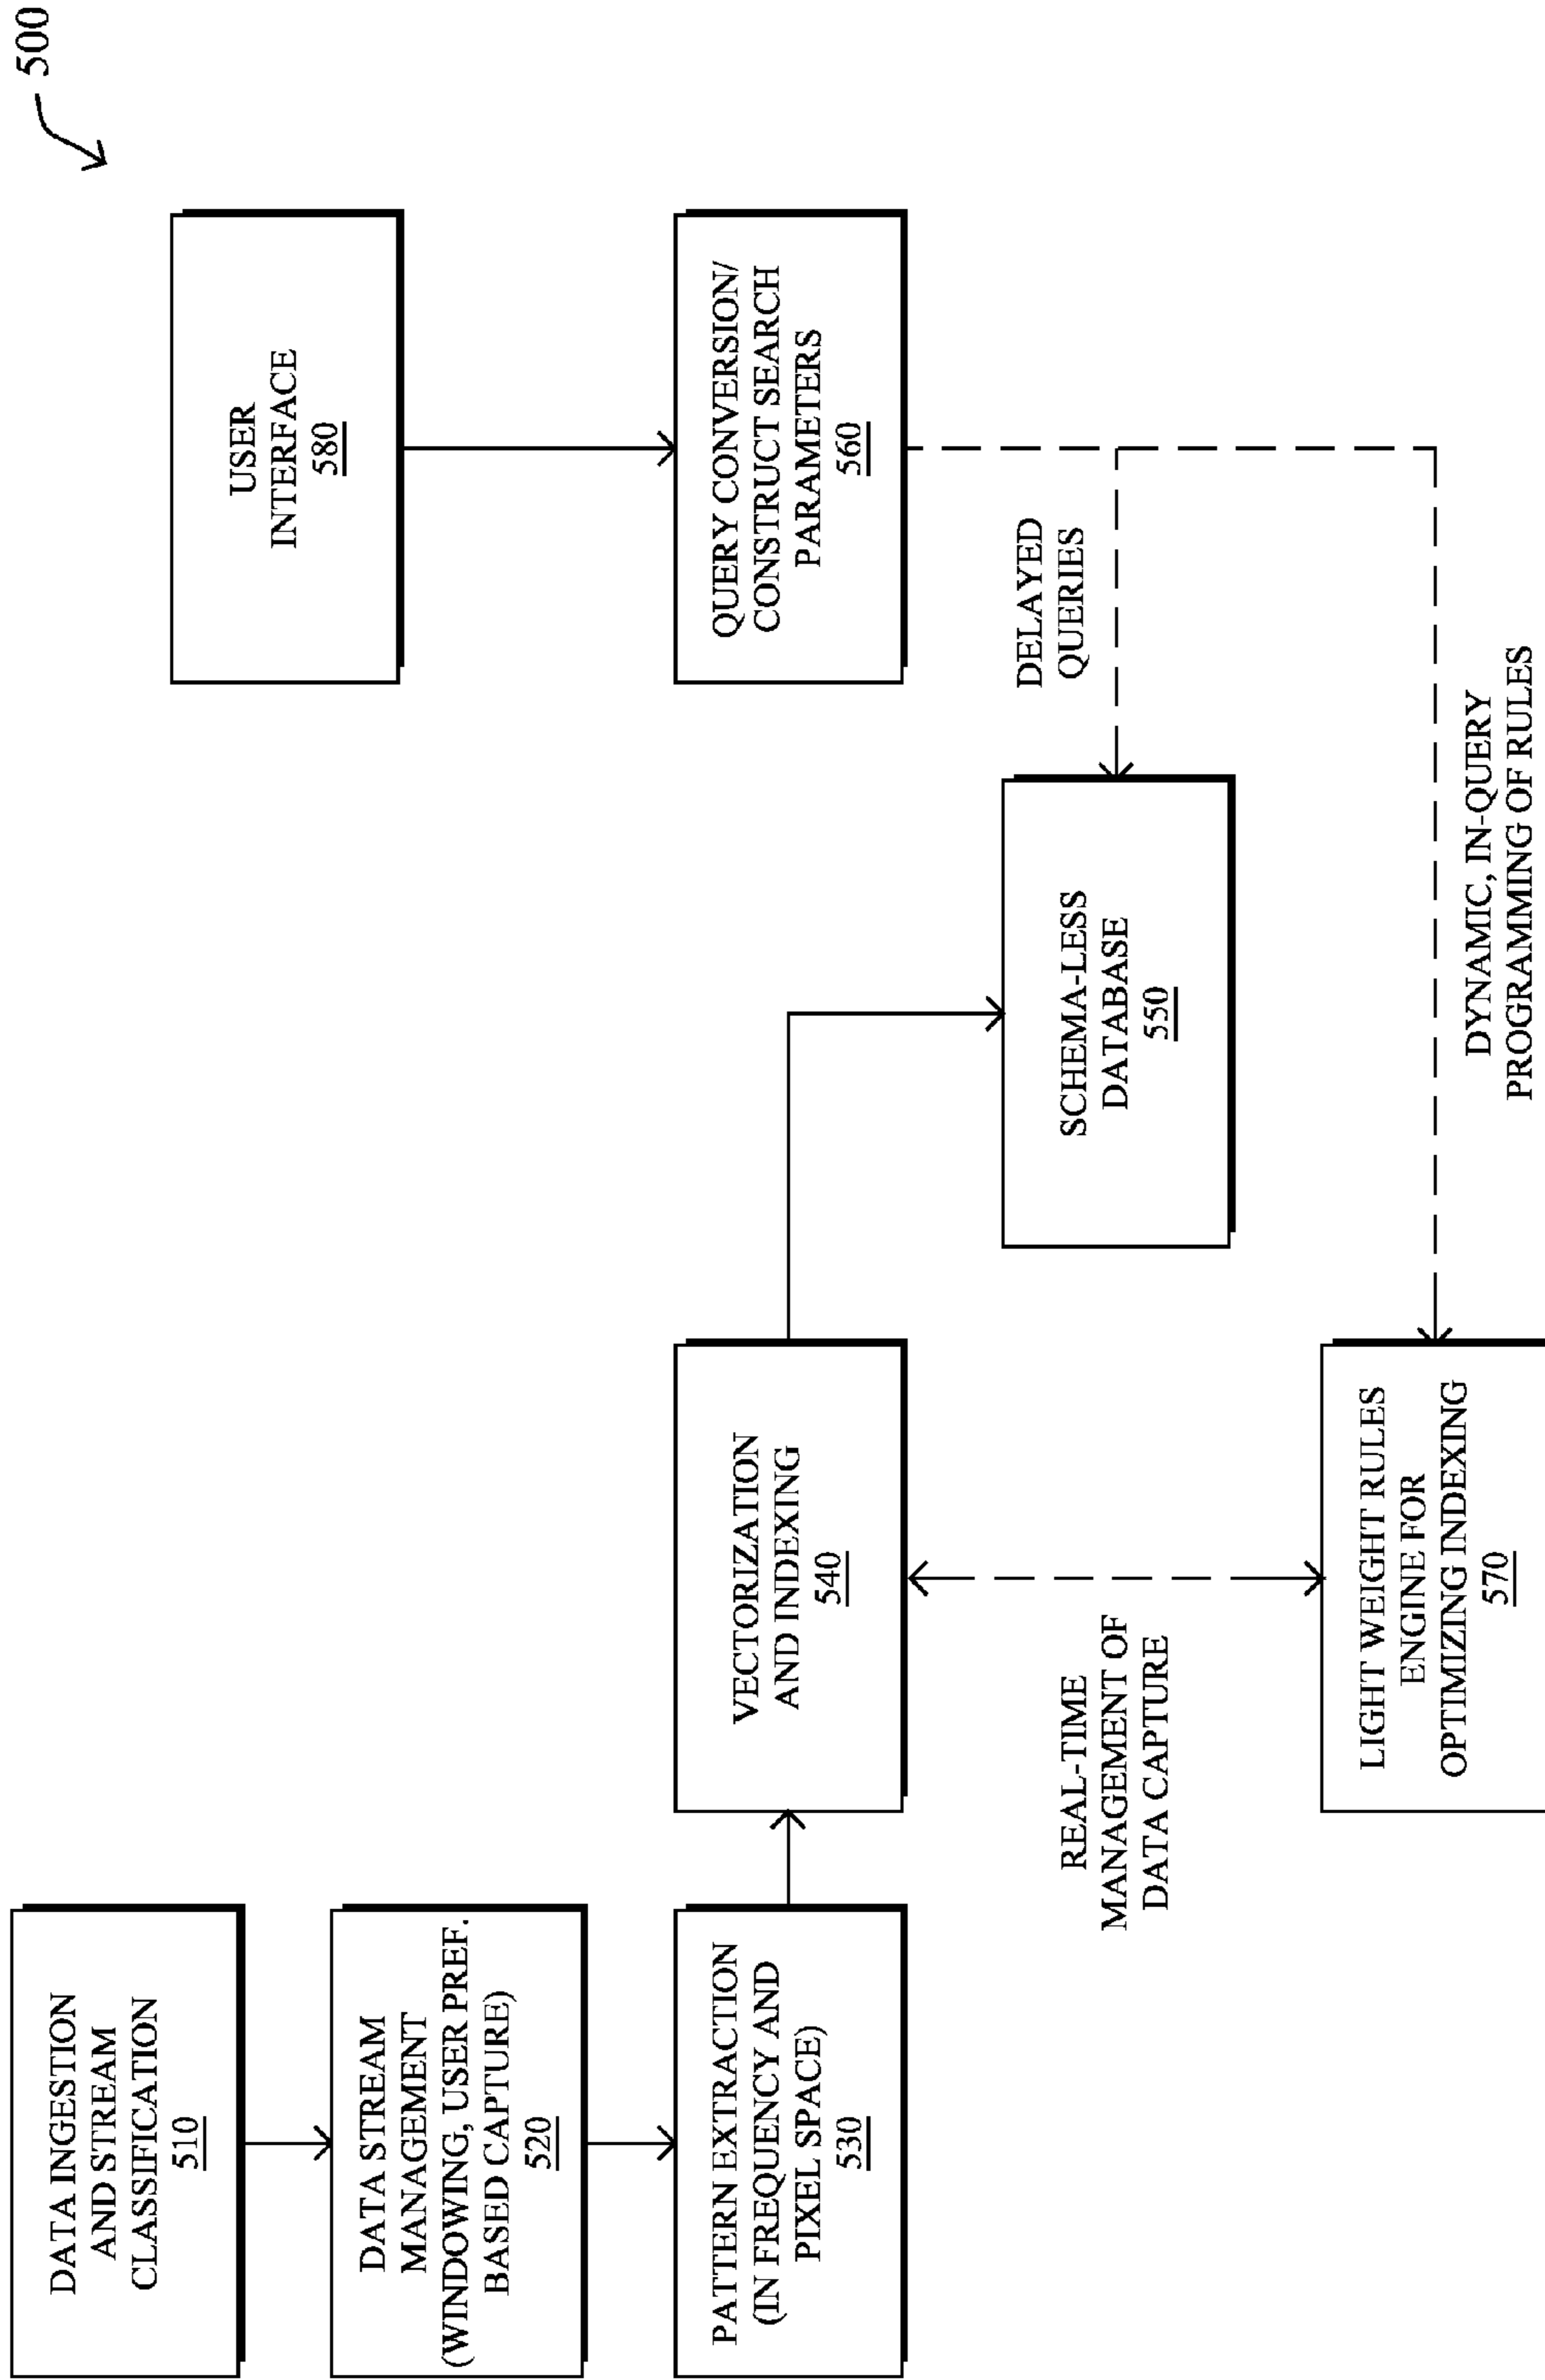 500
DATA INGESTION
AND STREAM
CLASSIFICATION
510
DATA STREAM
MANAGEMENT
(WINDOWING, USER PREF.
BASED CAPTURE)
520
PATTERN EXTRACTION
(IN FREQUENCY AND
PIXEL SPACE)
530
VECTORIZATION
AND INDEXING
540
SCHEMA-LESS
DATABASE
550
USER
INTERFACE
580
QUERY CONVERSION/
CONSTRUCT SEARCH
PARAMETERS
560
DELAYED
QUERIES
REAL-TIME
MANAGEMENT OF
DATA CAPTURE
LIGHT WEIGHT RULES
ENGINE FOR
OPTIMIZING INDEXING
570
DYNAMIC, IN-QUERY
PROGRAMMING OF RULES